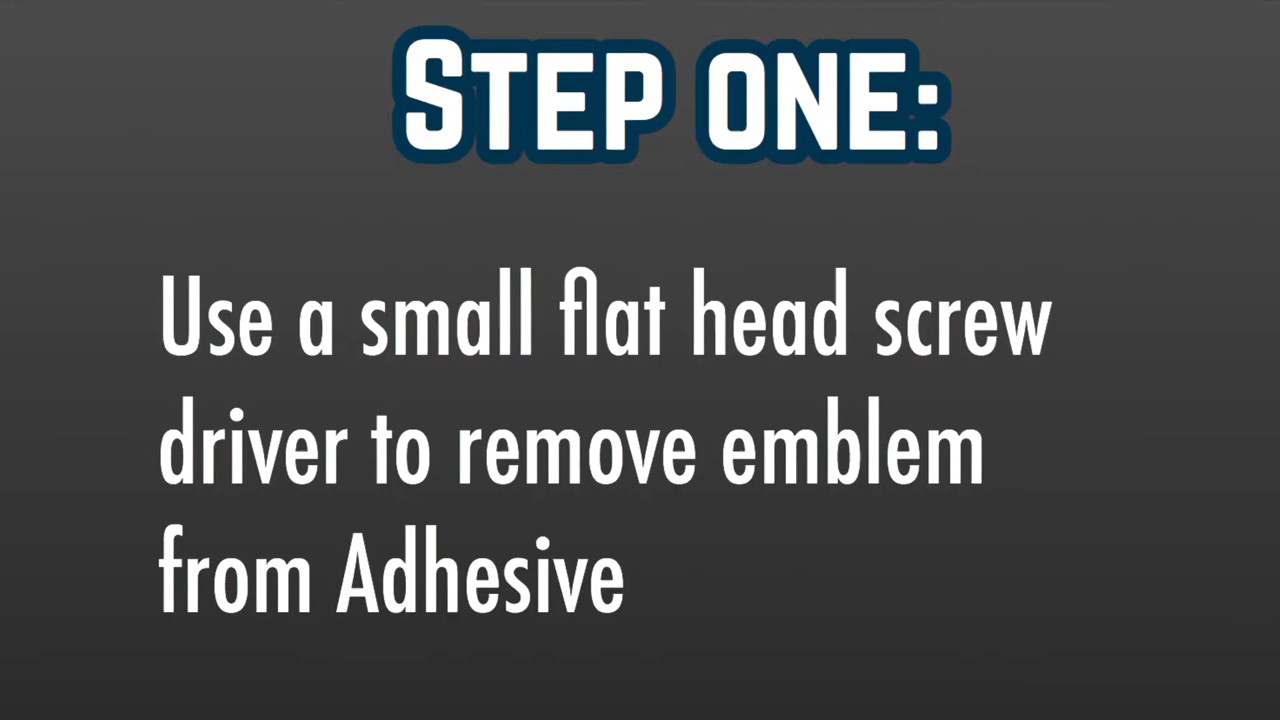 Step one:
Use a small flat head screw
driver to remove emblem
from Adhesive